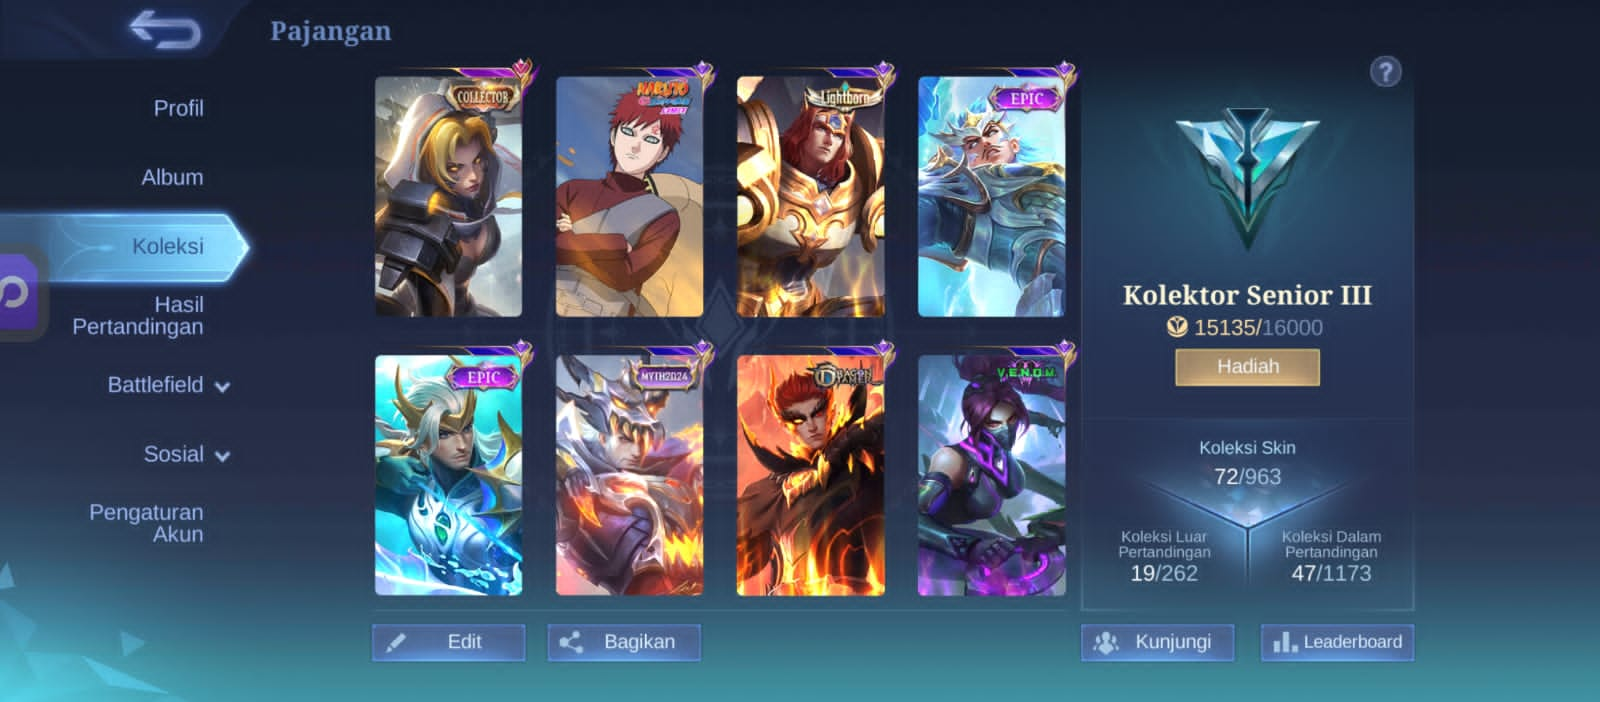 Pajangan
Profil
Album
Koleksi
Hasil
Pertandingan
Battlefield
Sosial
Pengaturan
Akun
COLLECTOR
NARUTO
Lightborn
EPIC
EPIC
MYTH2024
DRAGON
TAMER
V.E.N.O.M.
Edit
Bagikan
?
Kolektor Senior III
15135/16000
Hadiah
Koleksi Skin
72/963
Koleksi Luar
Pertandingan
19/262
Koleksi Dalam
Pertandingan
47/1173
Kunjungi
Leaderboard